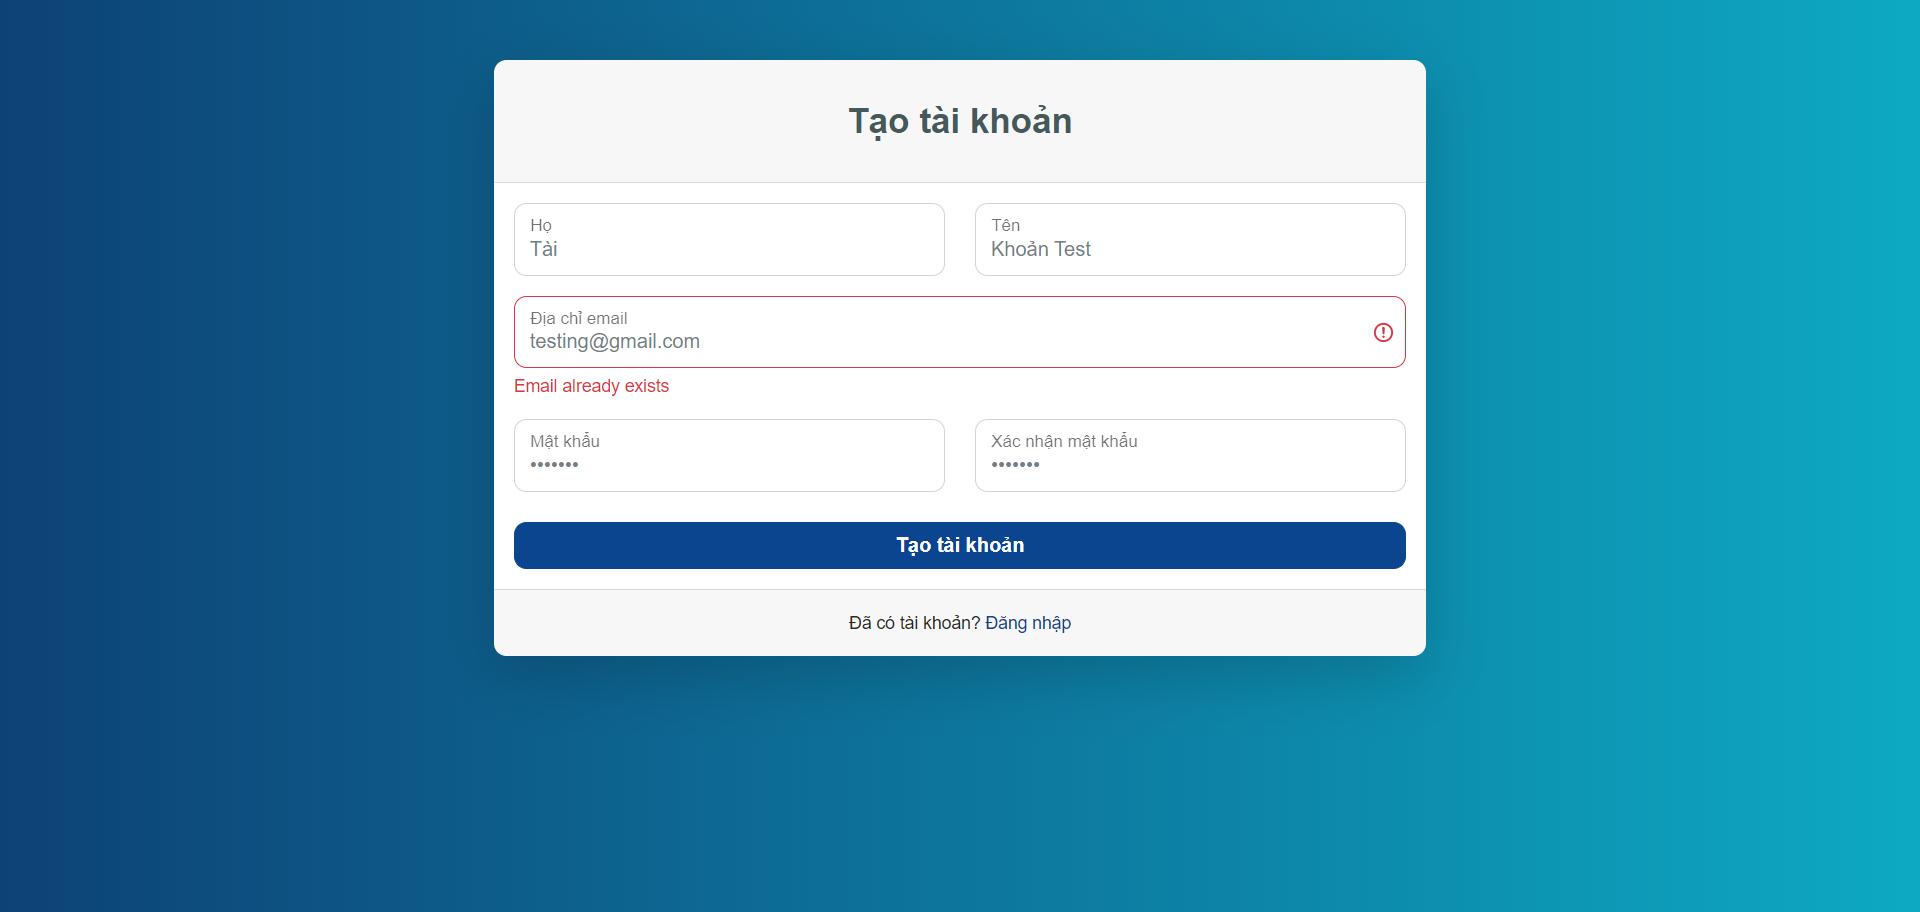 Tạo tài khoản
Họ
Tài
Tên
Khoản Test
Địa chỉ email
testing@gmail.com
Email already exists
Mật khẩu
•••••••
Xác nhận mật khẩu
•••••••
Tạo tài khoản
Đã có tài khoản? Đăng nhập